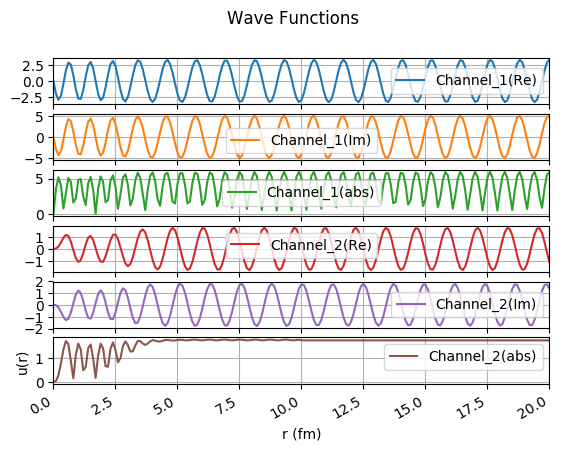 Wave Functions
2.5
0.0
−2.5
Channel_1(Re)
5
0
−5
Channel_1(Im)
5
0
Channel_1(abs)
1
0
−1
Channel_2(Re)
2
1
0
−1
−2
Channel_2(Im)
1
0
Channel_2(abs)
u(r)
0.0 2.5 5.0 7.5 10.0 12.5 15.0 17.5 20.0
r (fm)